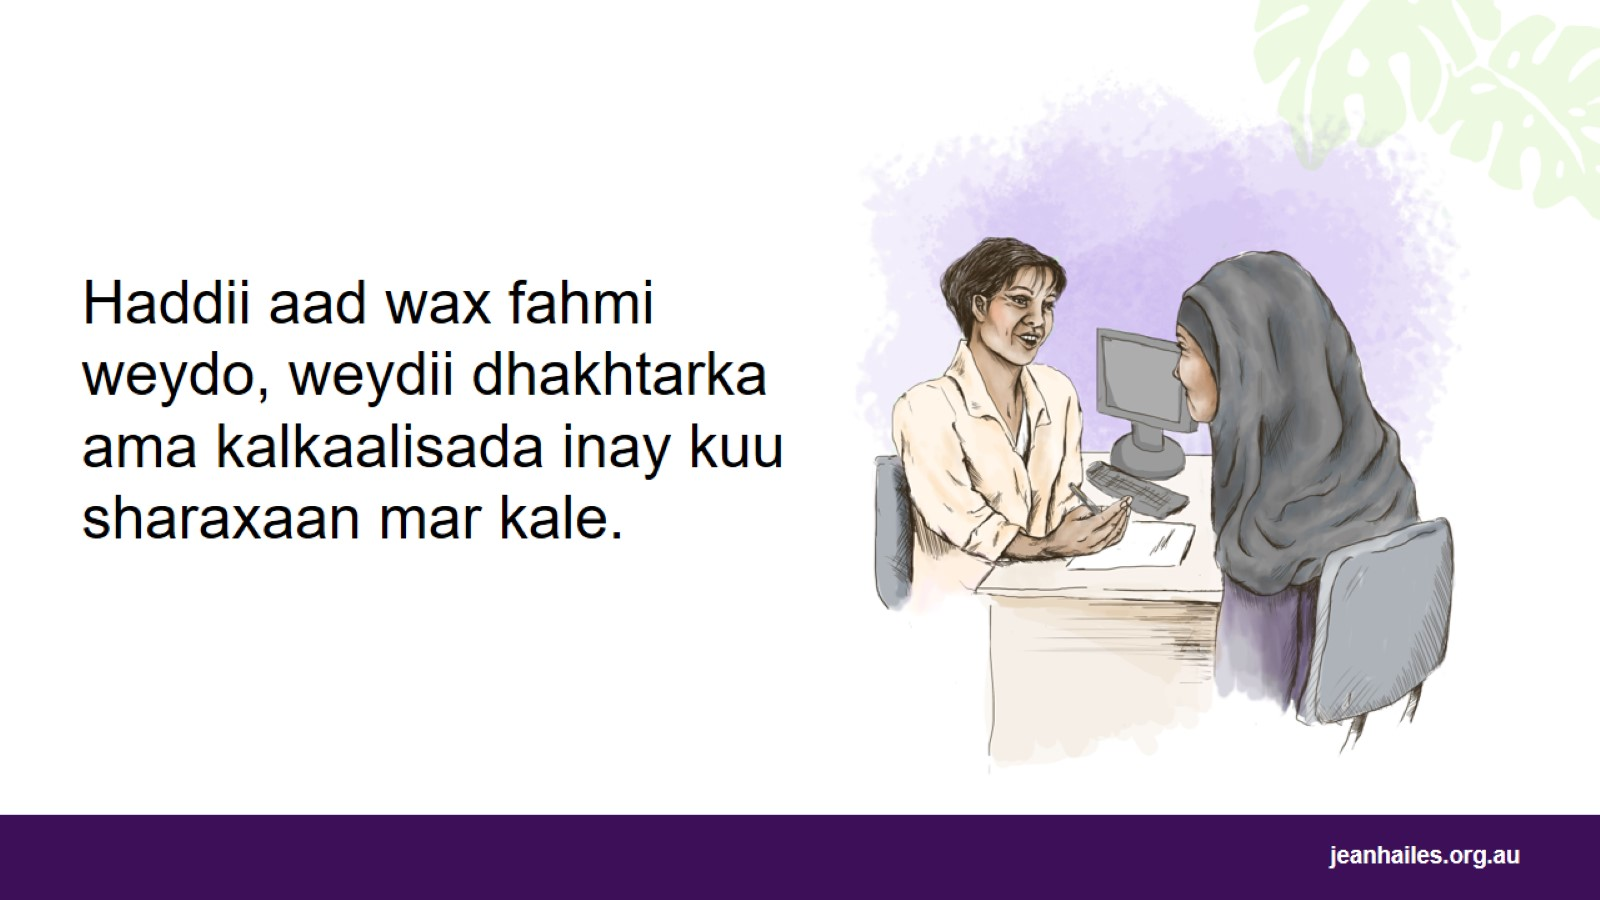 Haddii aad wax fahmi
weydo, weydii dhakhtarka
ama kalkaalisada inay kuu
sharaxaan mar kale.
jeanhailes.org.au